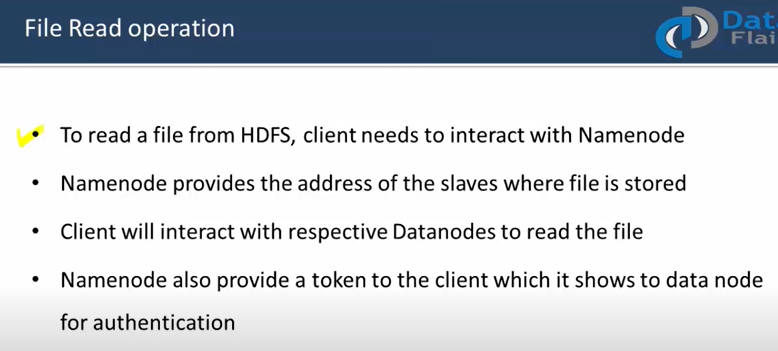 File Read operation
Data
Flai
• To read a file from HDFS, client needs to interact with Namenode
• Namenode provides the address of the slaves where file is stored
• Client will interact with respective Datanodes to read the file
• Namenode also provide a token to the client which it shows to data node
for authentication